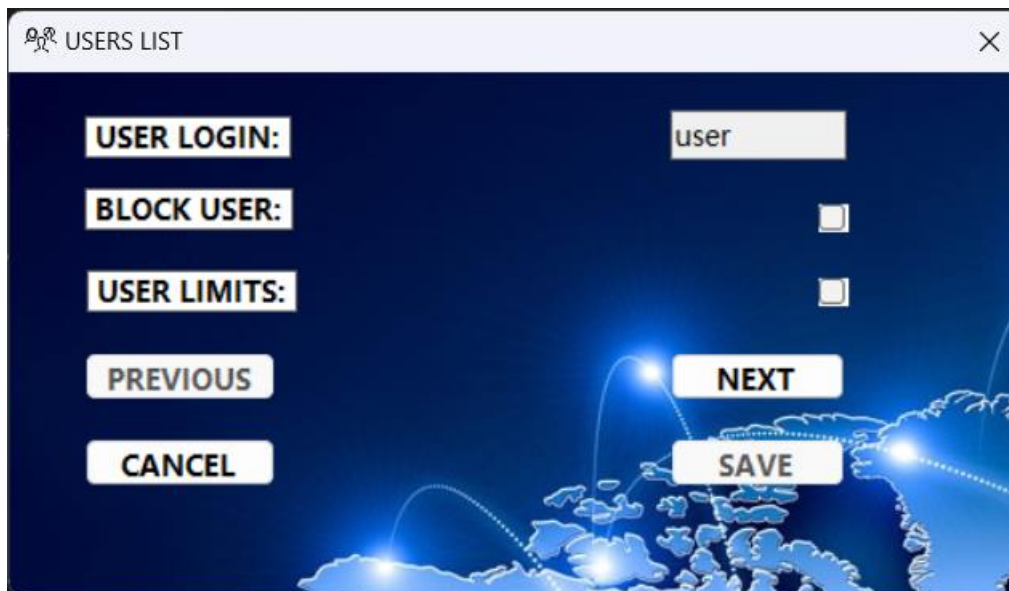 USERS LIST
USER LOGIN: user
BLOCK USER:
USER LIMITS:
PREVIOUS NEXT
CANCEL SAVE